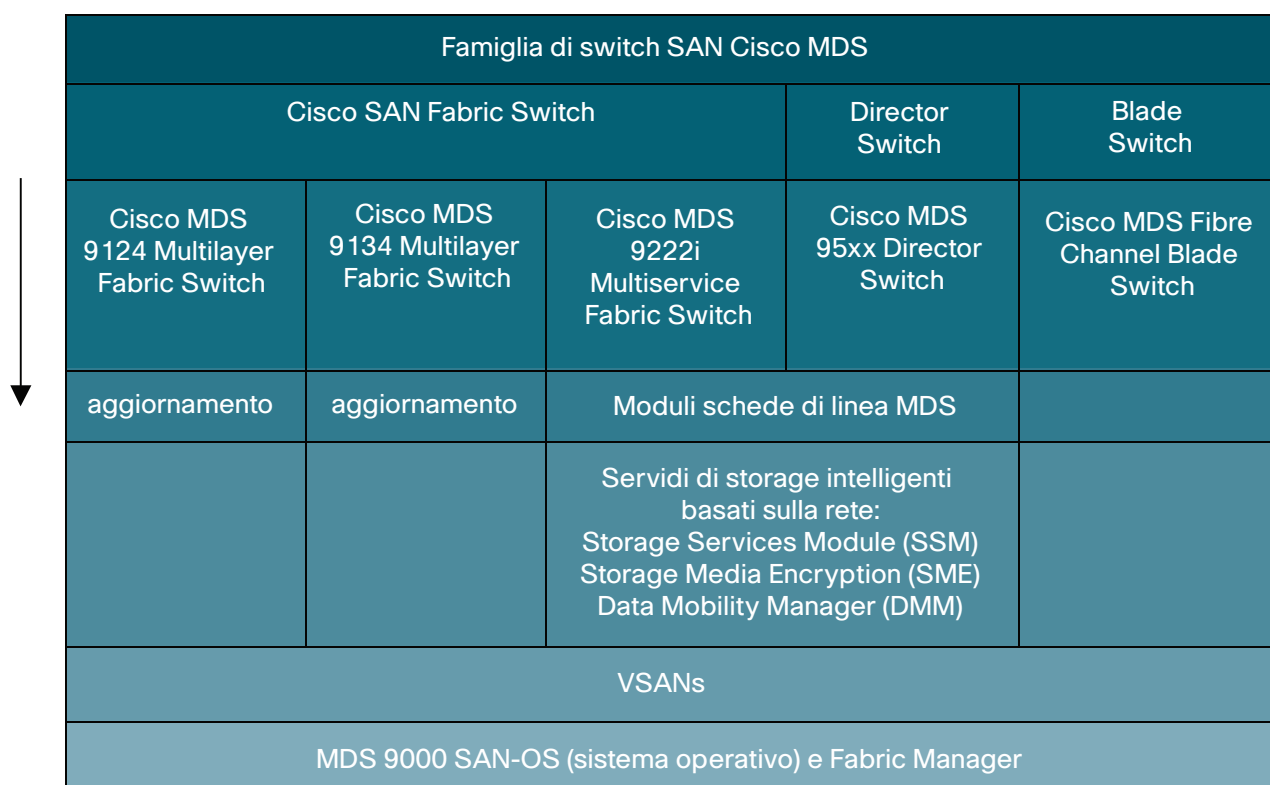 Famiglia di switch SAN Cisco MDS
Cisco SAN Fabric Switch
Director
Switch
Blade
Switch
Cisco MDS
9124 Multilayer
Fabric Switch
Cisco MDS
9134 Multilayer
Fabric Switch
Cisco MDS
9222i
Multiservice
Fabric Switch
Cisco MDS
95xx Director
Switch
Cisco MDS Fibre
Channel Blade
Switch
aggiornamento
aggiornamento
Moduli schede di linea MDS
Servidi di storage intelligenti
basati sulla rete:
Storage Services Module (SSM)
Storage Media Encryption (SME)
Data Mobility Manager (DMM)
VSANs
MDS 9000 SAN-OS (sistema operativo) e Fabric Manager